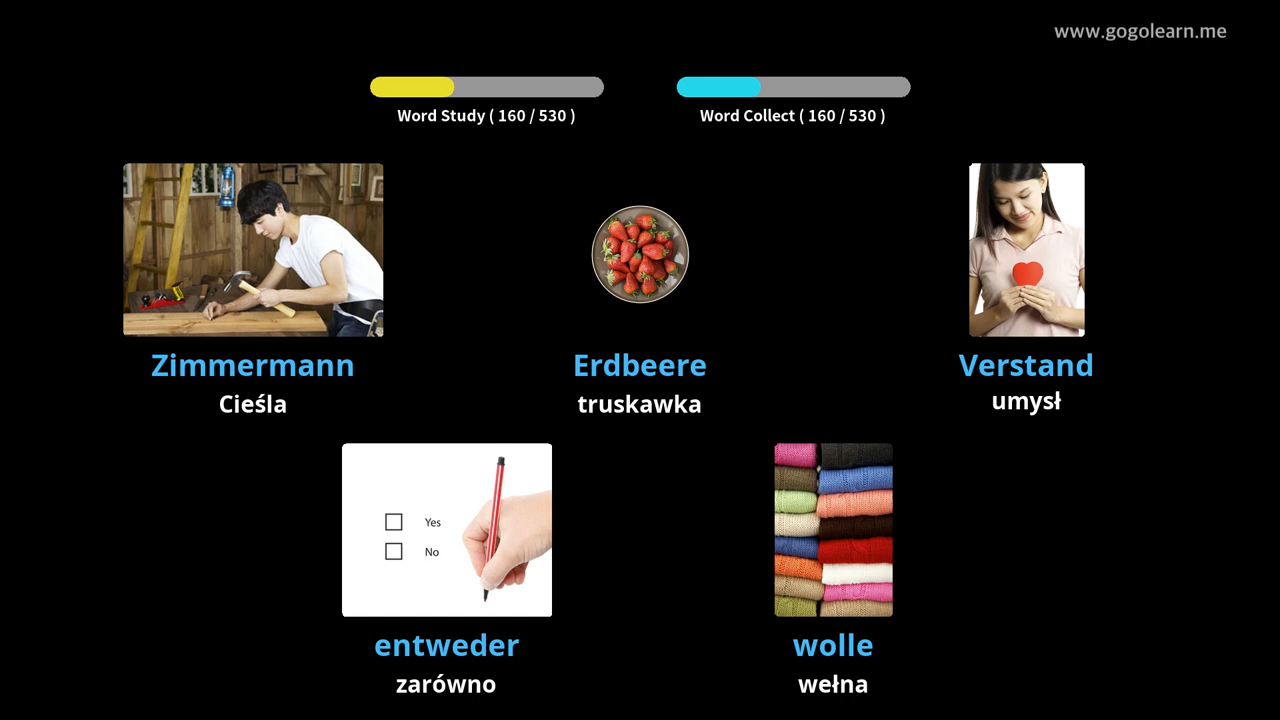 www.gogolearn.me
Word Study ( 160 / 530 )
Word Collect ( 160 / 530 )
Zimmermann
Cieśla
Erdbeere
truskawka
Verstand
umysł
Yes
No
entweder
zarówno
wolle
wełna